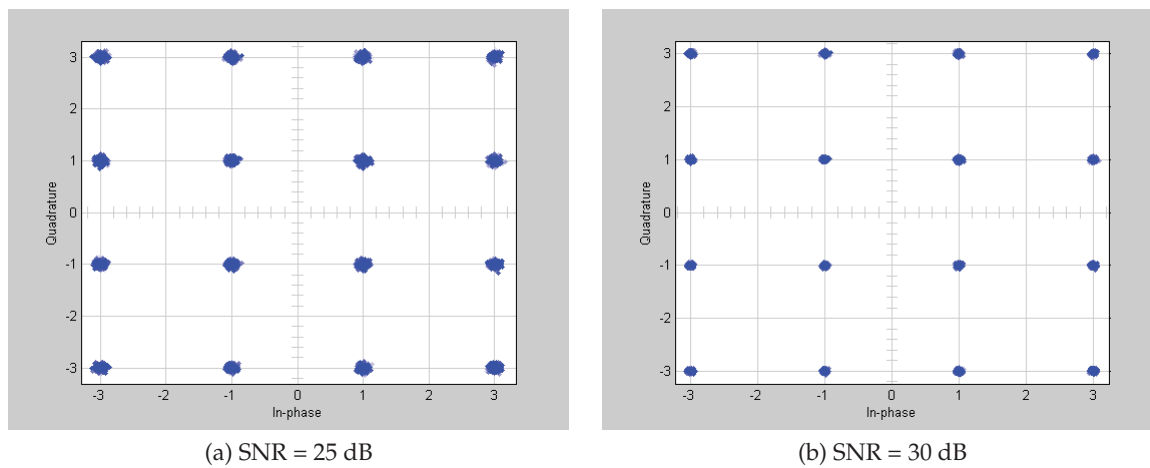 3
2
1
0
-1
-2
-3
Quadrature
-3 -2 -1 0 1 2 3
In-phase
(a) SNR = 25 dB
3
2
1
0
-1
-2
-3
Quadrature
-3 -2 -1 0 1 2 3
In-phase
(b) SNR = 30 dB